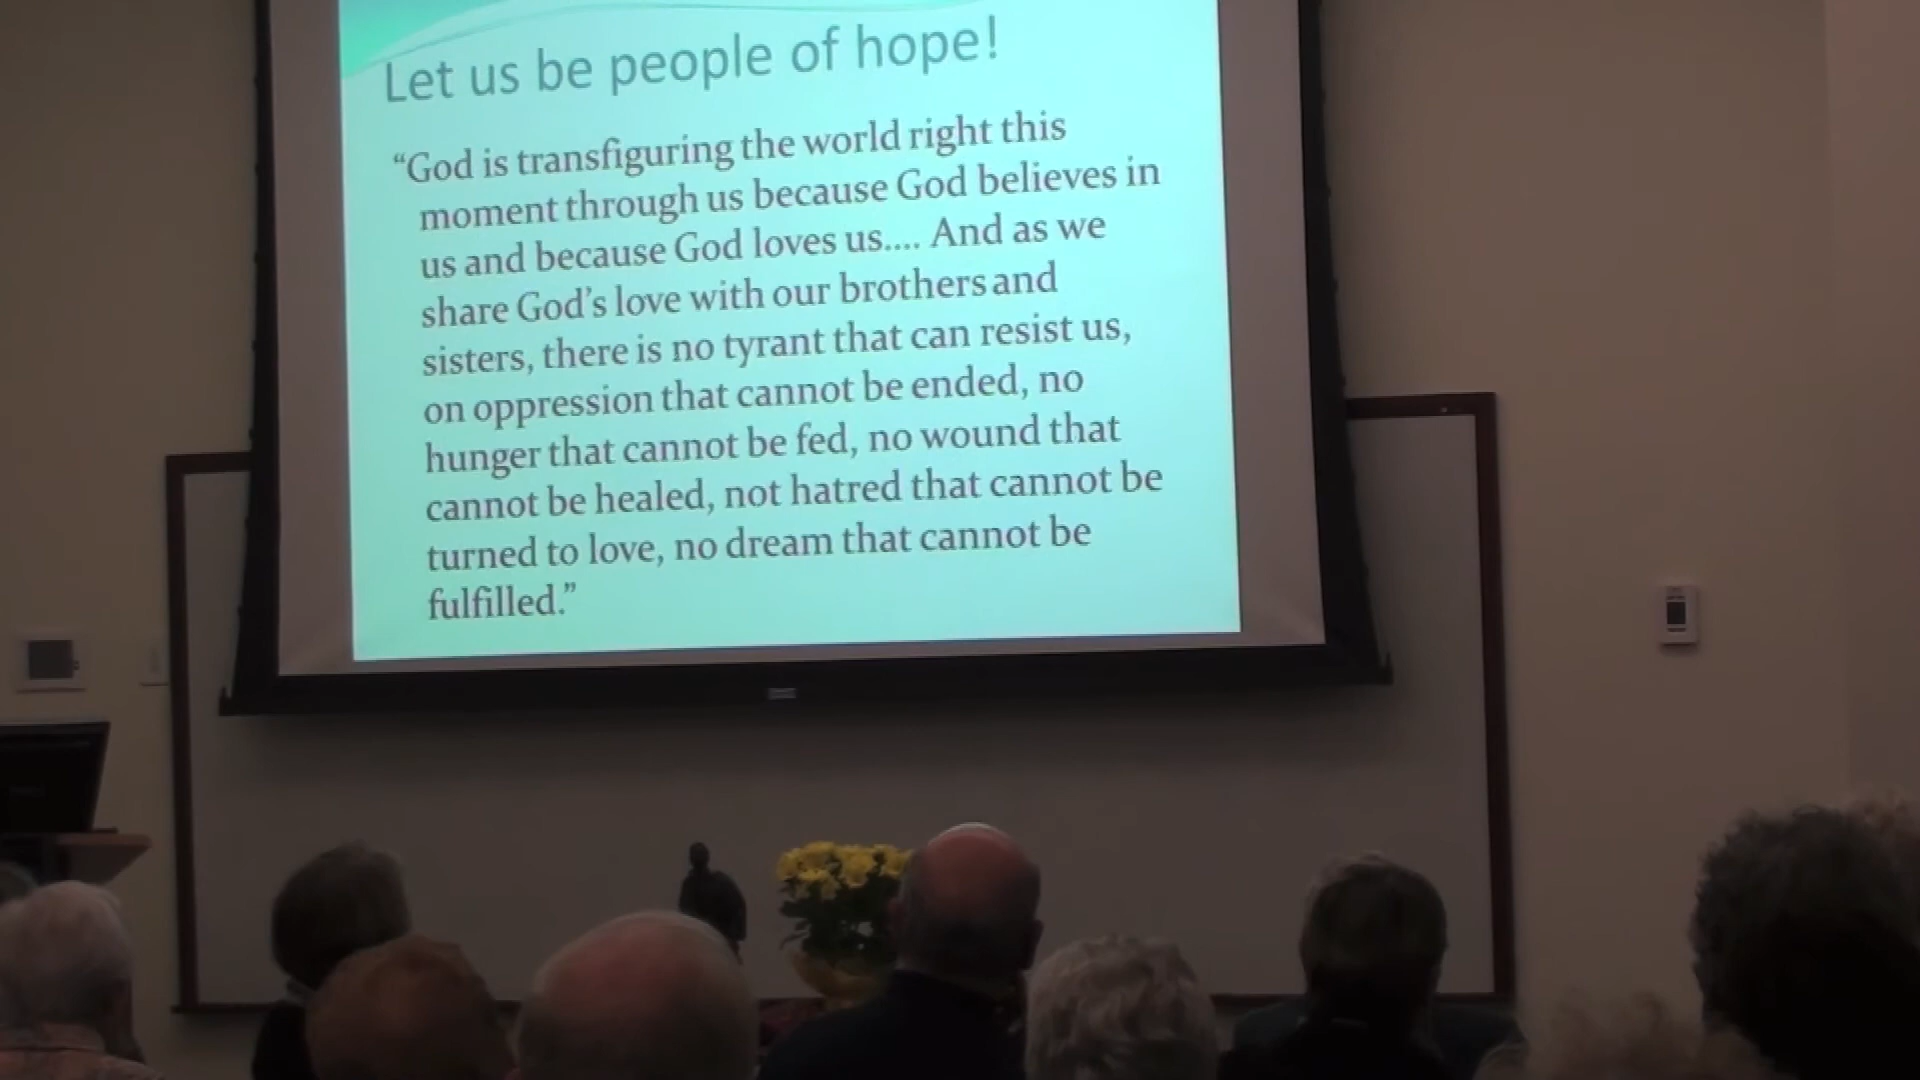 Let us be people of hope!
“God is transfiguring the world right this
moment through us because God believes in
us and because God loves us.... And as we
share God’s love with our brothers and
sisters, there is no tyrant that can resist us,
on oppression that cannot be ended, no
hunger that cannot be fed, no wound that
cannot be healed, not hatred that cannot be
turned to love, no dream that cannot be
fulfilled.”